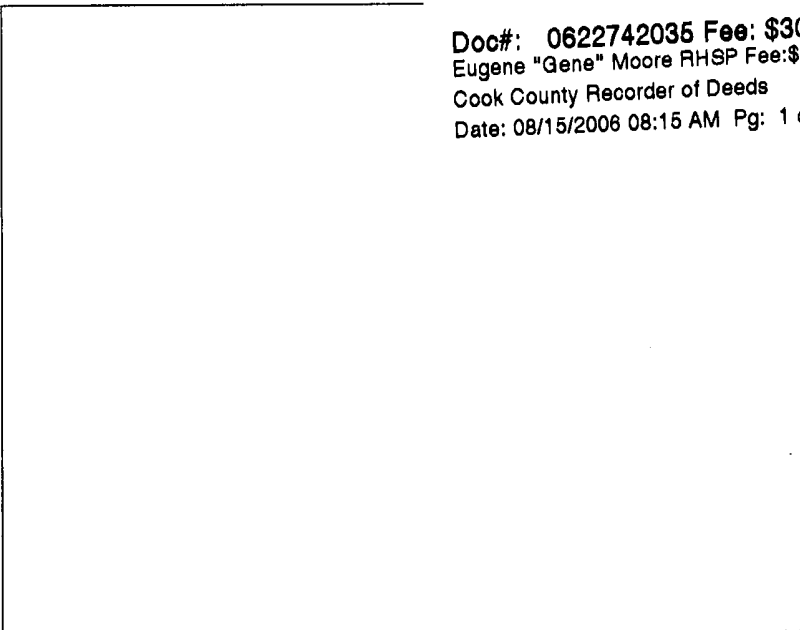 Doc#: 0622742035 Fee: $30
Eugene "Gene" Moore RHSP Fee:$
Cook County Recorder of Deeds
Date: 08/15/2006 08:15 AM Pg: 1